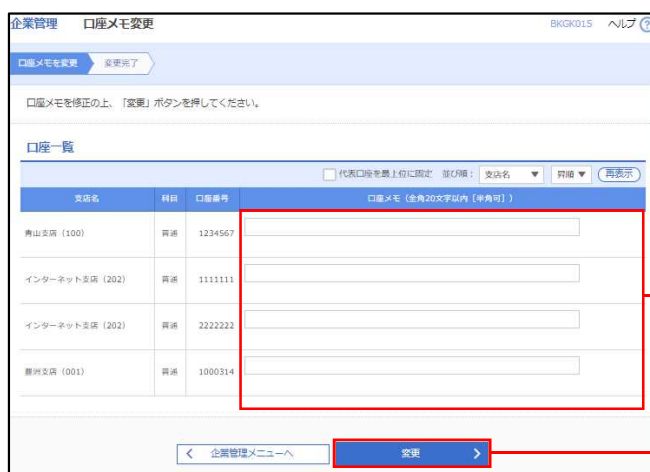 企業管理 口座メモ変更 BKGK015 ヘルプ ?
口座メモを変更 変更完了
口座メモを修正の上、「変更」ボタンを押してください。
口座一覧
代表口座を最上位に固定 並び順： 支店名 ▼ 昇順 ▼ 再表示
支店名 科目 口座番号 口座メモ（全角20文字以内［半角可］）
青山支店（100） 普通 1234567
インターネット支店（202） 普通 1111111
インターネット支店（202） 普通 2222222
豊洲支店（001） 普通 1000314
企業管理メニューへ 変更